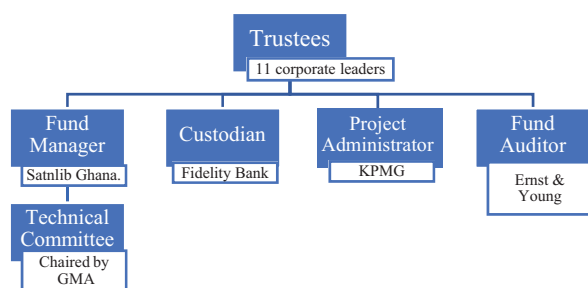 Trustees
11 corporate leaders
Fund
Manager
Satnlib Ghana.
Custodian
Fidelity Bank
Project
Administrator
KPMG
Fund
Auditor
Ernst &
Young
Technical
Committee
Chaired by
GMA